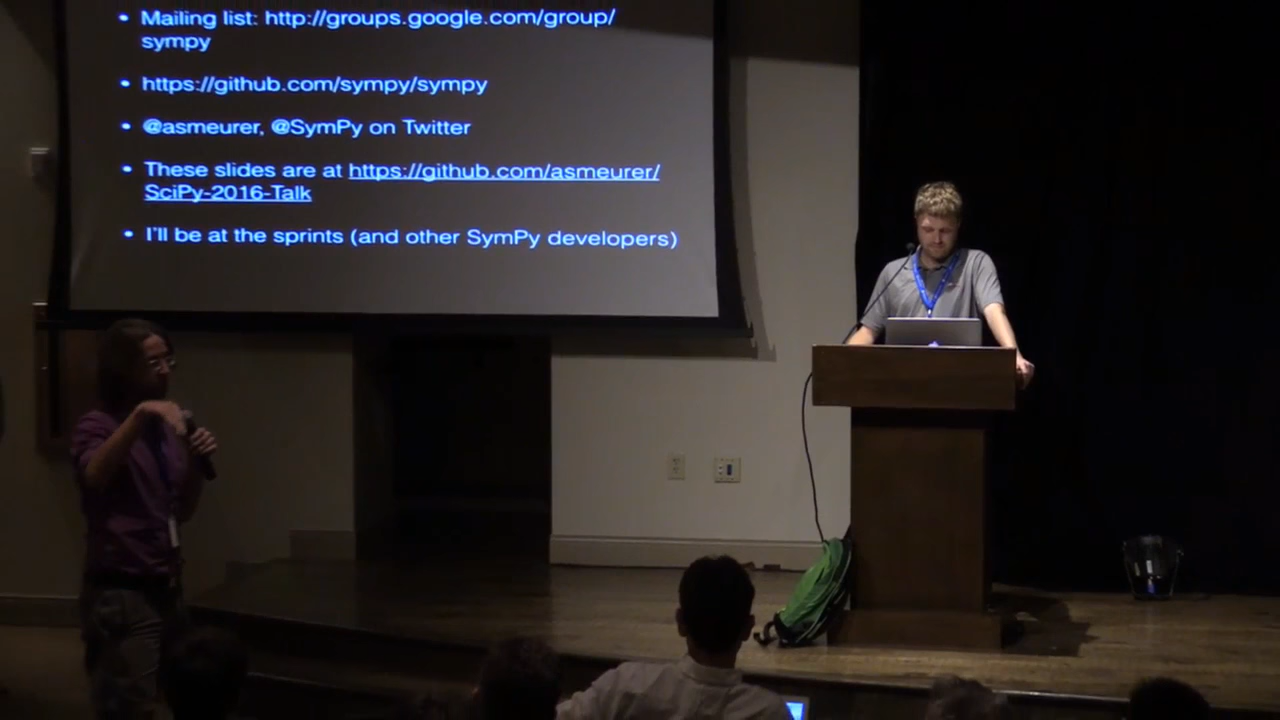 • Mailing list: http://groups.google.com/group/
sympy
• https://github.com/sympy/sympy
• @asmeurer, @SymPy on Twitter
• These slides are at https://github.com/asmeurer/
SciPy-2016-Talk
• I'll be at the sprints (and other SymPy developers)